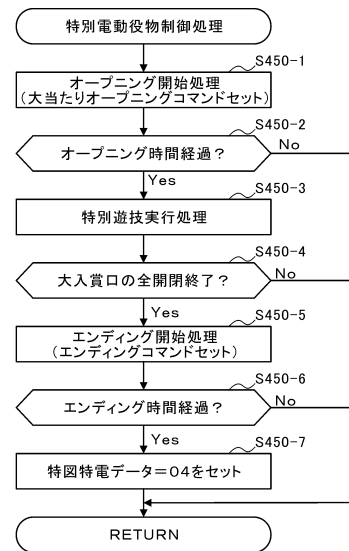 特別電動役物制御処理
S450-1
オープニング開始処理
(大当たりオープニングコマンドセット)
S450-2
オープニング時間経過?
No
Yes
S450-3
特別遊技実行処理
S450-4
大入賞口の全開閉終了?
No
Yes
S450-5
エンディング開始処理
(エンディングコマンドセット)
S450-6
エンディング時間経過?
No
Yes
S450-7
特図特電データ=04をセット
RETURN